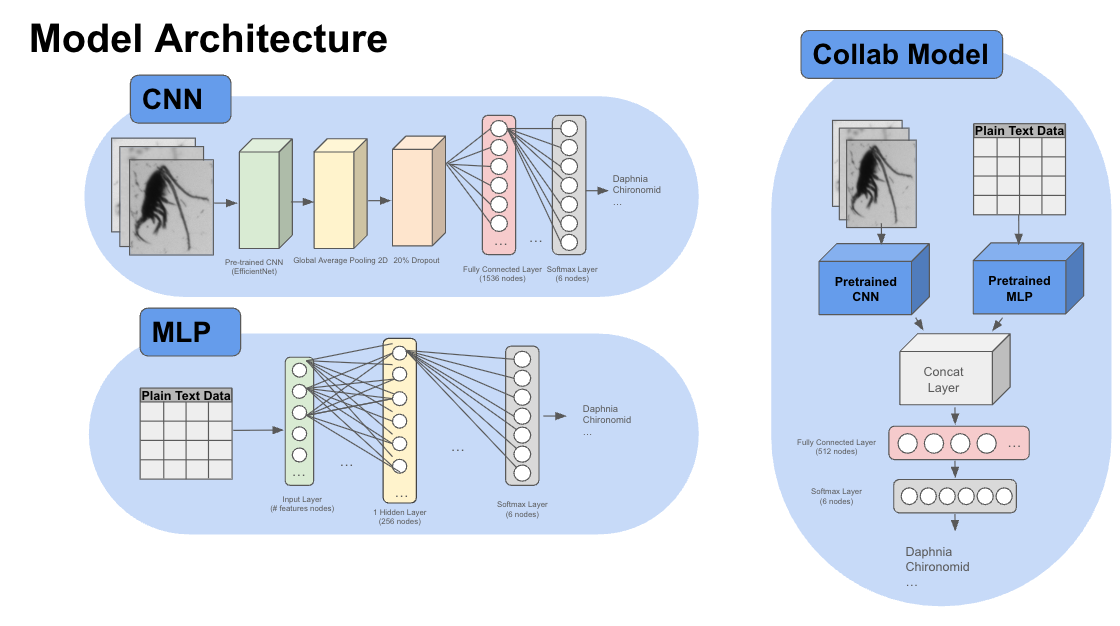 Model Architecture
CNN
Pre-trained CNN
(EfficientNet)
Global Average Pooling 2D
20% Dropout
...
Fully Connected Layer
(1536 nodes)
...
Softmax Layer
(6 nodes)
Daphnia
Chironomid
...
MLP
Plain Text Data
...
Input Layer
(# features nodes)
...
...
1 Hidden Layer
(256 nodes)
...
Softmax Layer
(6 nodes)
Daphnia
Chironomid
...
Collab Model
Plain Text Data
Pretrained
CNN
Pretrained
MLP
Concat
Layer
Fully Connected Layer
(512 nodes)
...
Softmax Layer
(6 nodes)
Daphnia
Chironomid
...